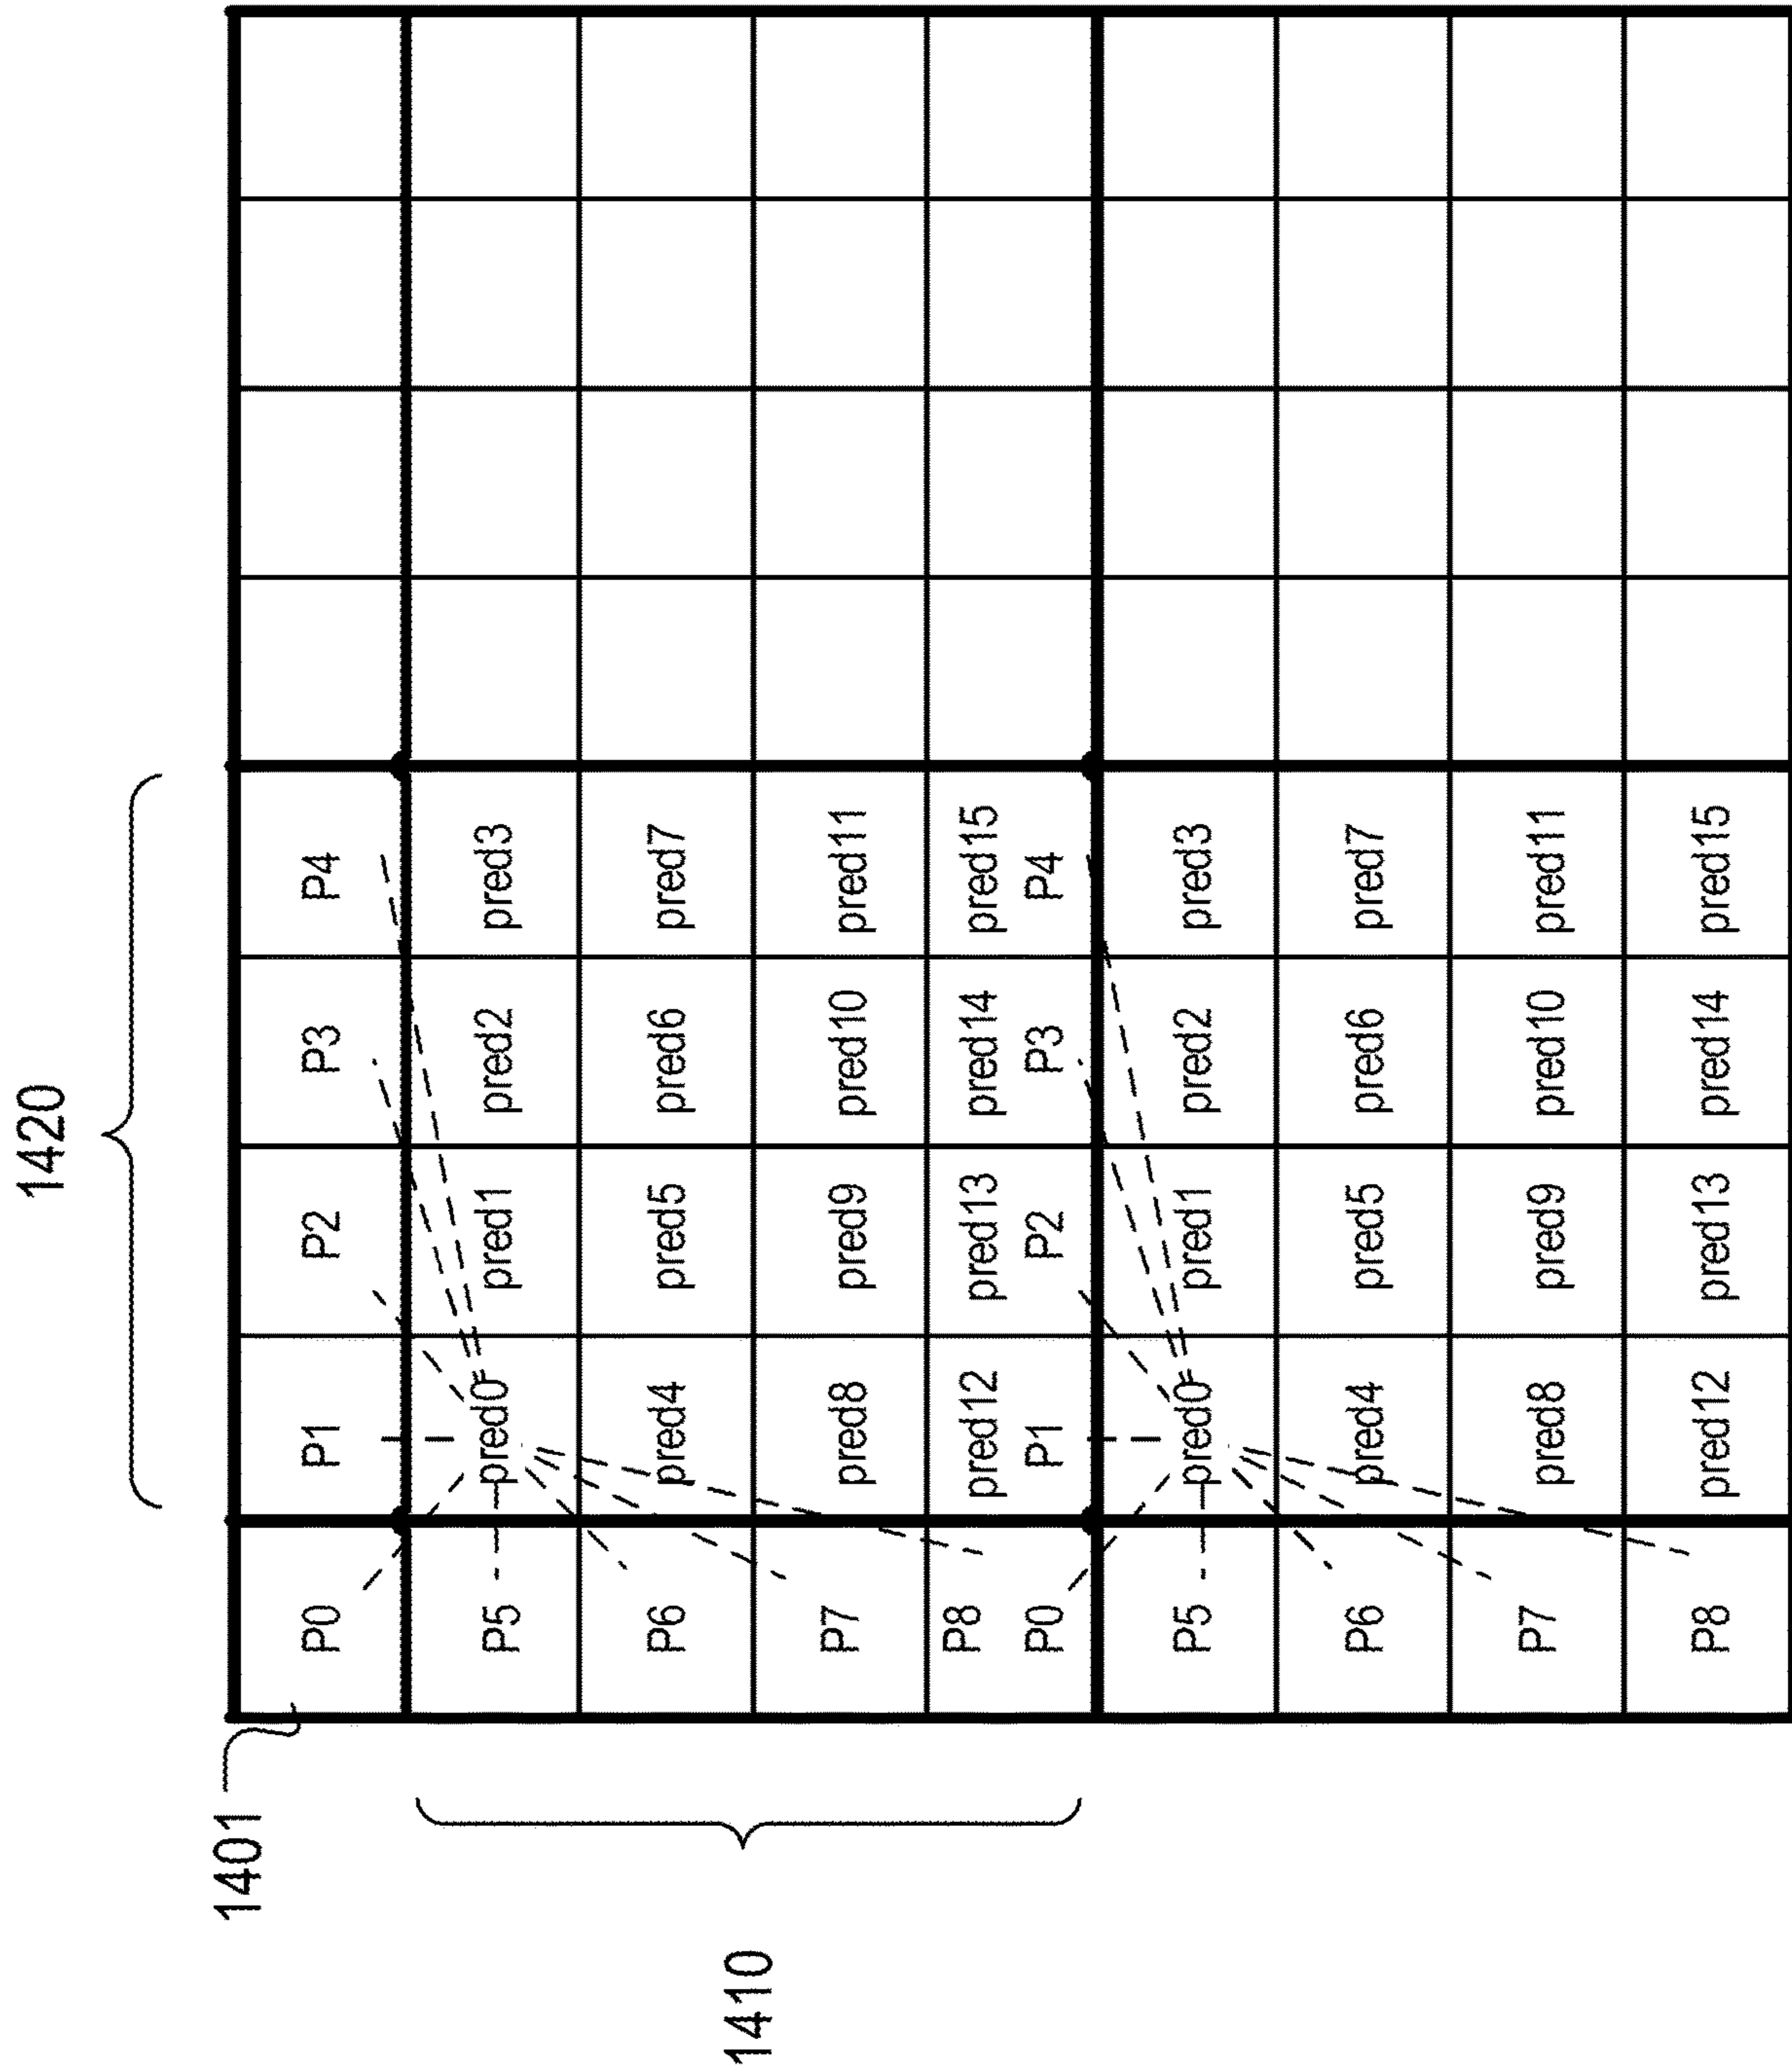 1420
1401
P0 P1 P2 P3 P4
P5 pred0 pred1 pred2 pred3
P6 pred4 pred5 pred6 pred7
1410
P7 pred8 pred9 pred10 pred11
P8 pred12 pred13 pred14 pred15
P0 P1 P2 P3 P4
P5 pred0 pred1 pred2 pred3
P6 pred4 pred5 pred6 pred7
P7 pred8 pred9 pred10 pred11
P8 pred12 pred13 pred14 pred15